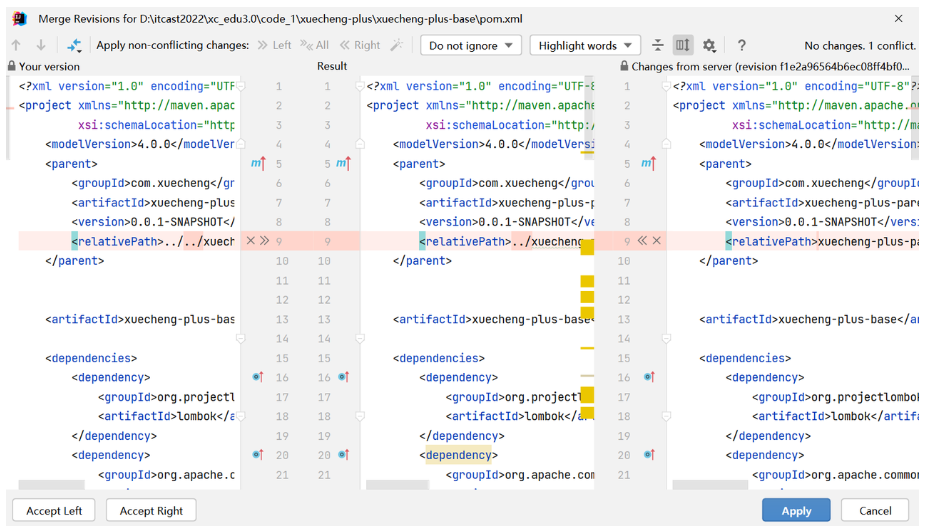 Merge Revisions for D:\itcast2022\xc_edu3.0\code_1\xuecheng-plus\xuecheng-plus-base\pom.xml
Apply non-conflicting changes: Left All Right Do not ignore Highlight words ? No changes. 1 conflict.
Your version Result Changes from server (revision f1e2a96564b6ec08ff4bf0...
<?xml version="1.0" encoding="UTF 1 1 <?xml version="1.0" encoding="UTF-8 1 <?xml version="1.0" encoding="UTF-8"?
<project xmlns="http://maven.apac 2 2 <project xmlns="http://maven.apache 2 <project xmlns="http://maven.apache.o
xsi:schemaLocation="http 3 3 xsi:schemaLocation="http:/ 3 xsi:schemaLocation="http://ma
<modelVersion>4.0.0</modelVer 4 4 <modelVersion>4.0.0</modelVersi 4 <modelVersion>4.0.0</modelVersion>
<parent> m 5 5 m <parent> 5 m <parent>
<groupId>com.xuecheng</gr 6 6 <groupId>com.xuecheng</grou 6 <groupId>com.xuecheng</groupId
<artifactId>xuecheng-plus 7 7 <artifactId>xuecheng-plus-p 7 <artifactId>xuecheng-plus-pare
<version>0.0.1-SNAPSHOT</ 8 8 <version>0.0.1-SNAPSHOT</ve 8 <version>0.0.1-SNAPSHOT</versi
<relativePath>../../xuech 9 9 <relativePath>../xuecheng 9 <relativePath>xuecheng-plus-pa
</parent> 10 10 </parent> 10 </parent>
11 11 11
12 12 12
<artifactId>xuecheng-plus-bas 13 13 <artifactId>xuecheng-plus-base< 13 <artifactId>xuecheng-plus-base</ar
14 14 14
<dependencies> 15 15 <dependencies> 15 <dependencies>
<dependency> 16 16 <dependency> 16 <dependency>
<groupId>org.project 17 17 <groupId>org.projectl 17 <groupId>org.projectlombok
<artifactId>lombok</a 18 18 <artifactId>lombok</ar 18 <artifactId>lombok</artifa
</dependency> 19 19 </dependency> 19 </dependency>
<dependency> 20 20 <dependency> 20 <dependency>
<groupId>org.apache.c 21 21 <groupId>org.apache.com 21 <groupId>org.apache.common
Accept Left Accept Right Apply Cancel